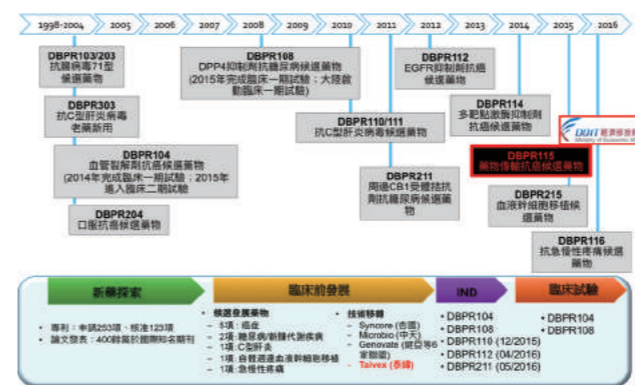 1998-2004
2005
2006
2007
2008
2009
2010
2011
2012
2013
2014
2015
2016
DBPR103/203
抗腸病毒71型
候選藥物
DBPR303
抗C型肝炎病毒
老藥新用
DBPR104
血管裂解劑抗癌候選藥物
(2014年完成臨床一期試驗；2015年
進入臨床二期試驗)
DBPR204
口服抗癌候選藥物
DBPR108
DPP4抑制劑抗糖尿病候選藥物
(2015年完成臨床一期試驗；大陸啟
動臨床一期試驗)
DBPR110/111
抗C型肝炎病毒候選藥物
DBPR211
周邊CB1受體拮抗
劑抗糖尿病候選藥
物
DBPR112
EGFR抑制劑抗癌
候選藥物
DBPR114
多靶點激酶抑制劑
抗癌候選藥物
DOIT 經濟部技術
Ministry of Economic
DBPR115
藥物傳輸抗癌候選藥物
DBPR215
血液幹細胞移植候
選藥物
DBPR116
抗急慢性疼痛候選
藥物
新藥探索
• 專利：申請253項、核准123項
• 論文發表：400餘篇於國際知名期刊
臨床前發展
• 候選發展藥物
– 5項: 癌症
– 2項: 糖尿病/新陳代謝疾病
– 1項: C型肝炎
– 1項: 自體週邊血液幹細胞移植
– 1項: 急慢性疼痛
• 技術移轉
– Syncore (杏國)
– Microbio (中天)
– Genovate (健亞等6
家聯盟)
– Taivex (泰緯)
IND
• DBPR104
• DBPR108
• DBPR110 (12/2015)
• DBPR112 (04/2016)
• DBPR211 (05/2016)
臨床試驗
• DBPR104
• DBPR108